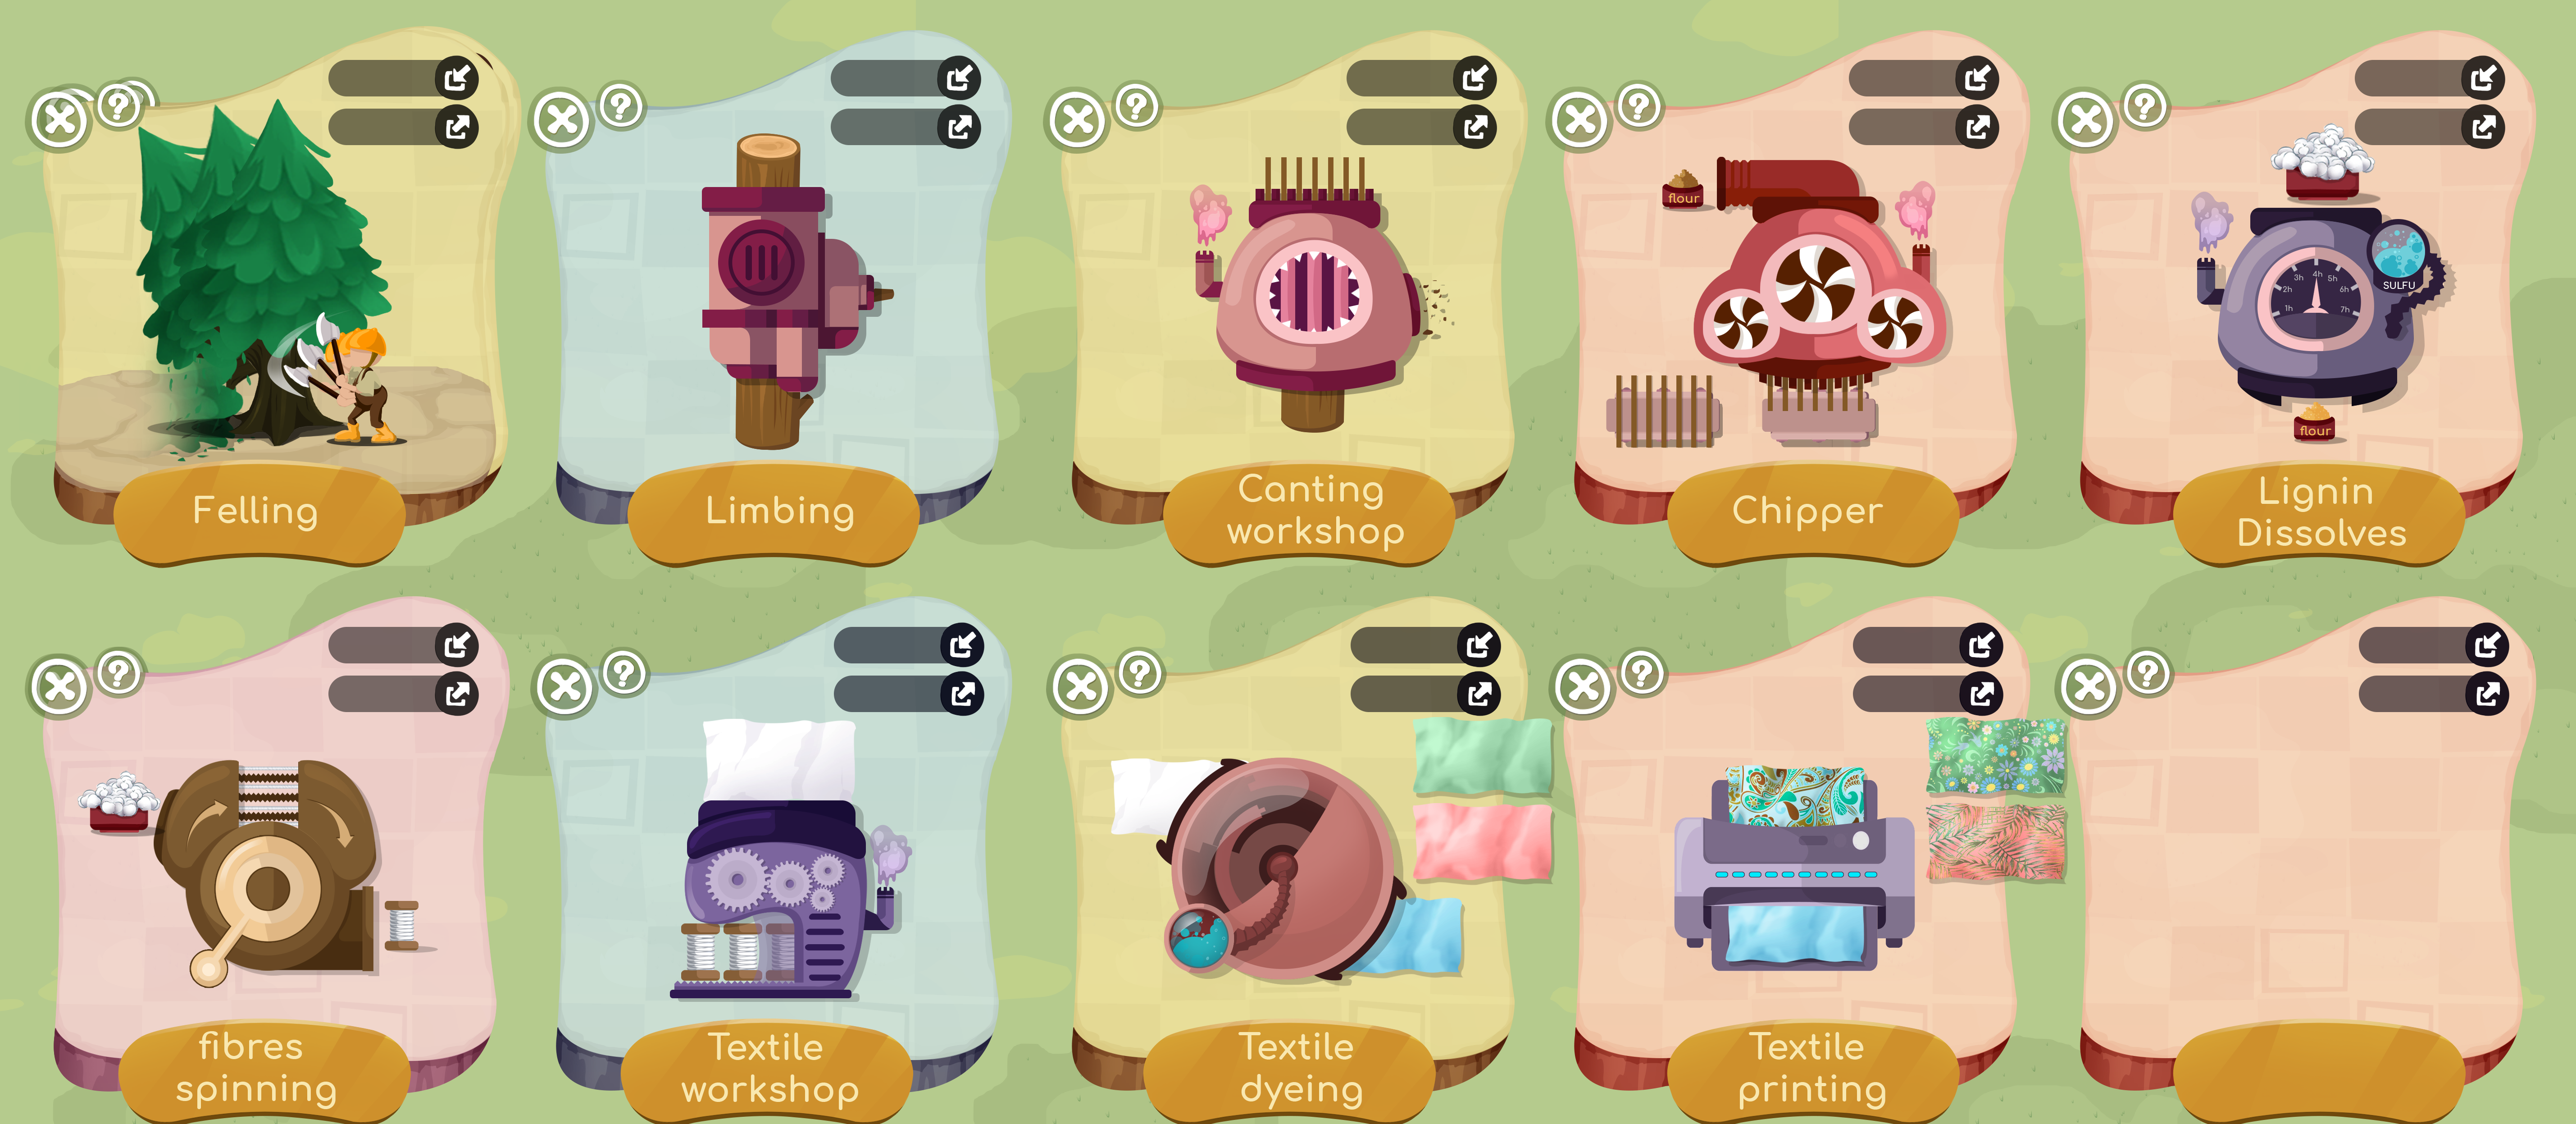 Felling
Limbing
Canting
workshop
flour
Chipper
1h
2h
3h
4h
5h
6h
7h
SULFU
flour
Lignin
Dissolves
fibres
spinning
Textile
workshop
Textile
dyeing
Textile
printing